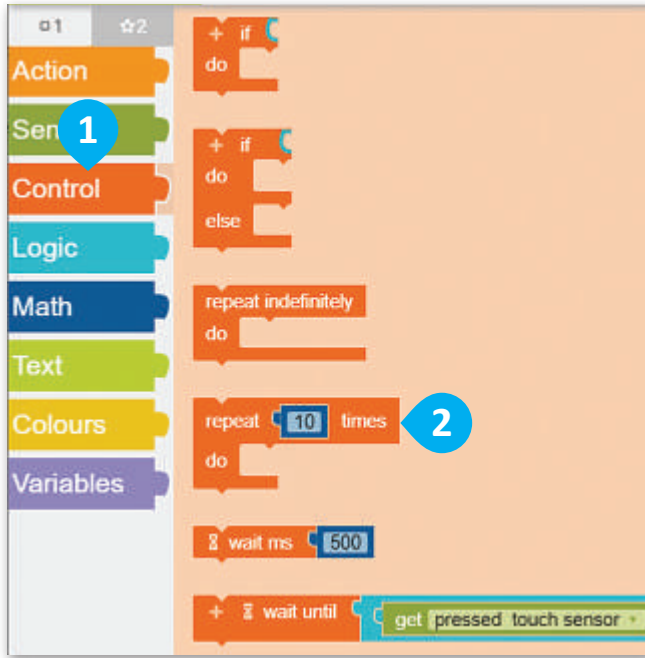 1
2
Action
Sen
1
Control
Logic
Math
Text
Colours
Variables
+ if
do
+ if
do
else
repeat indefinitely
do
repeat 10 times
2
do
wait ms 500
+ wait until get pressed touch sensor